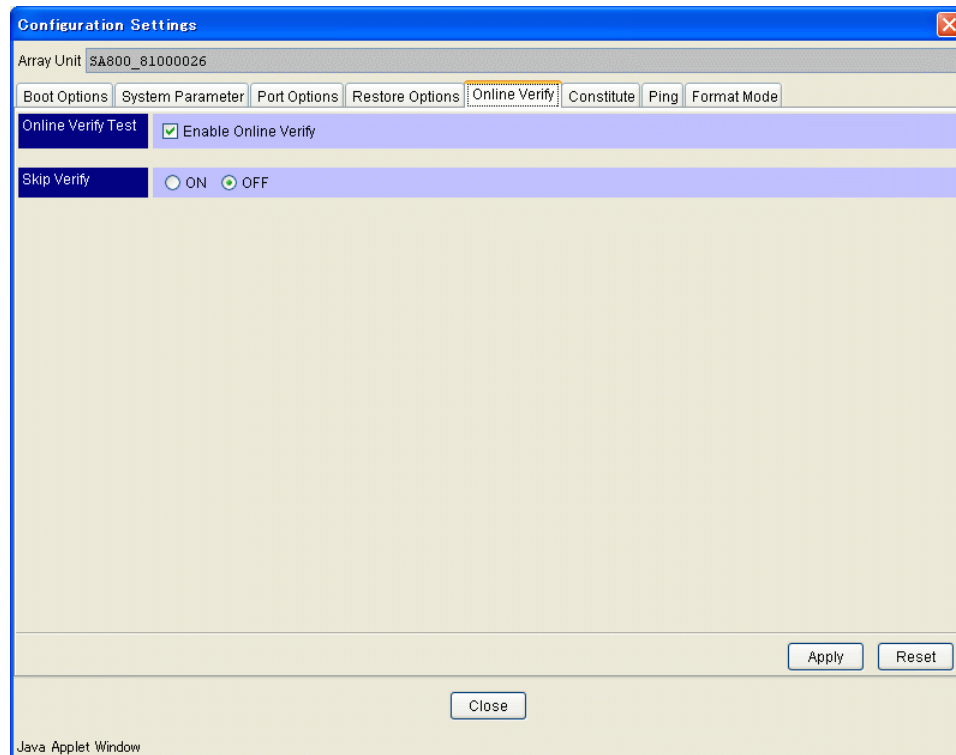 Configuration Settings
Array Unit SA800_81000026
Boot Options System Parameter Port Options Restore Options Online Verify Constitute Ping Format Mode
Online Verify Test Enable Online Verify
Skip Verify ON OFF
Apply Reset
Close
Java Applet Window